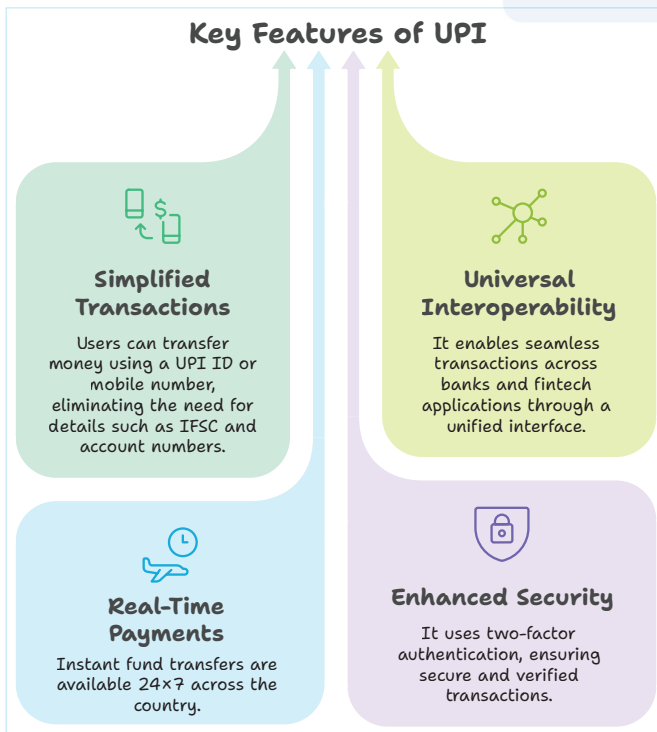 Key Features of UPI
$
Simplified
Transactions
Users can transfer
money using a UPI ID or
mobile number,
eliminating the need for
details such as IFSC and
account numbers.
Universal
Interoperability
It enables seamless
transactions across
banks and fintech
applications through a
unified interface.
Real-Time
Payments
Instant fund transfers are
available 24×7 across the
country.
Enhanced Security
It uses two-factor
authentication, ensuring
secure and verified
transactions.